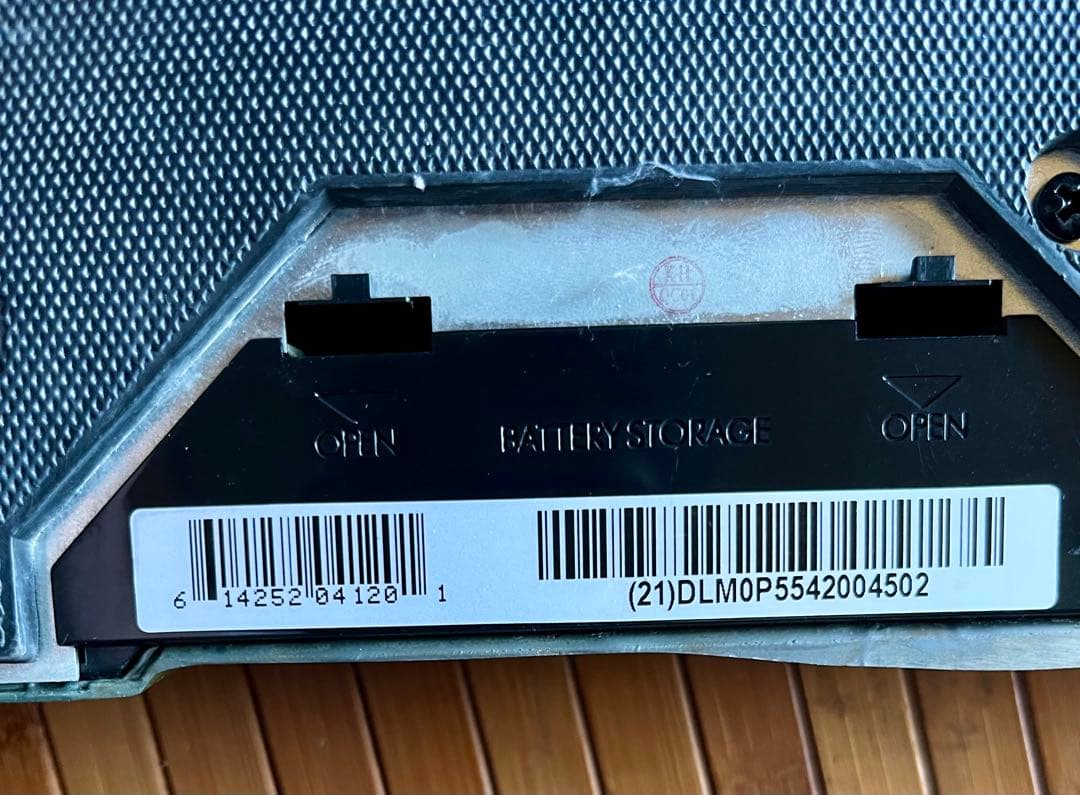 OPEN
BATTERY STORAGE
OPEN
6 14252 04120 1
(21)DLM0P5542004502